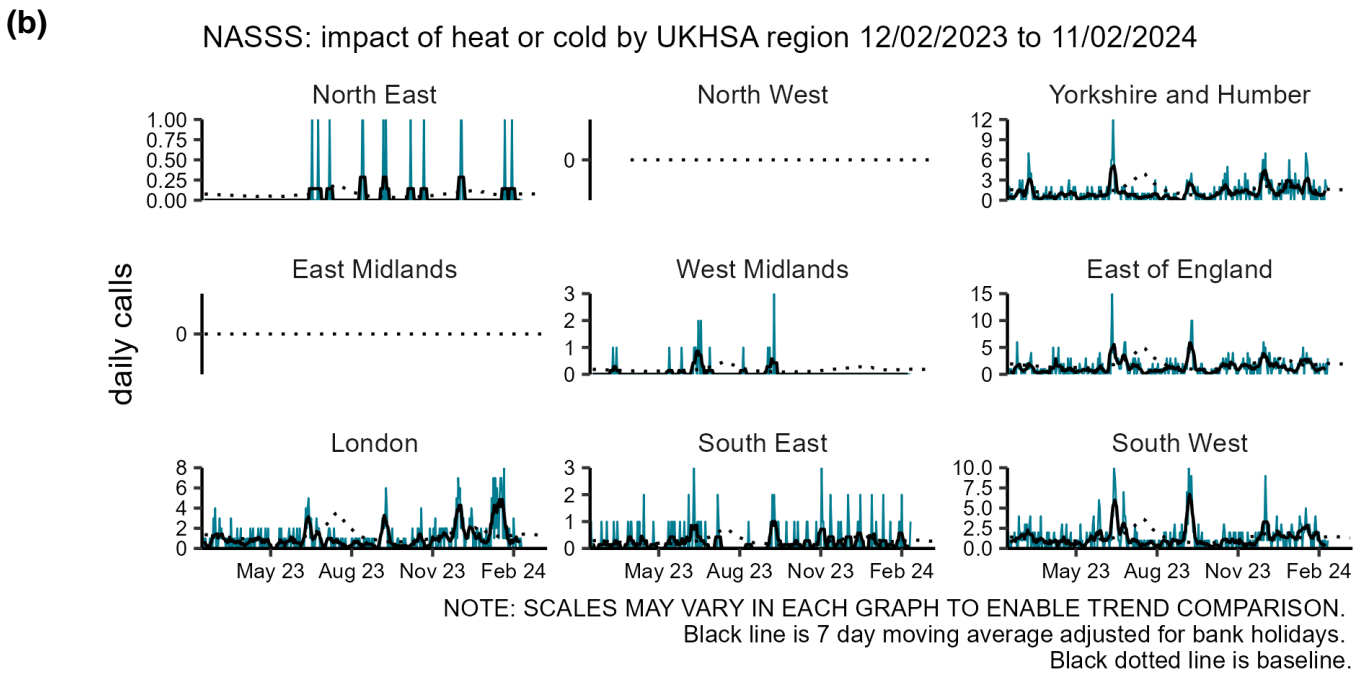 (b)
NASSS: impact of heat or cold by UKHSA region 12/02/2023 to 11/02/2024
daily calls
North East
1.00
0.75
0.50
0.25
0.00
North West
0
Yorkshire and Humber
12
9
6
3
0
East Midlands
0
West Midlands
3
2
1
0
East of England
15
10
5
0
London
8
6
4
2
0
May 23 Aug 23 Nov 23 Feb 24
South East
3
2
1
0
May 23 Aug 23 Nov 23 Feb 24
South West
10.0
7.5
5.0
2.5
0.0
May 23 Aug 23 Nov 23 Feb 24
NOTE: SCALES MAY VARY IN EACH GRAPH TO ENABLE TREND COMPARISON.
Black line is 7 day moving average adjusted for bank holidays.
Black dotted line is baseline.